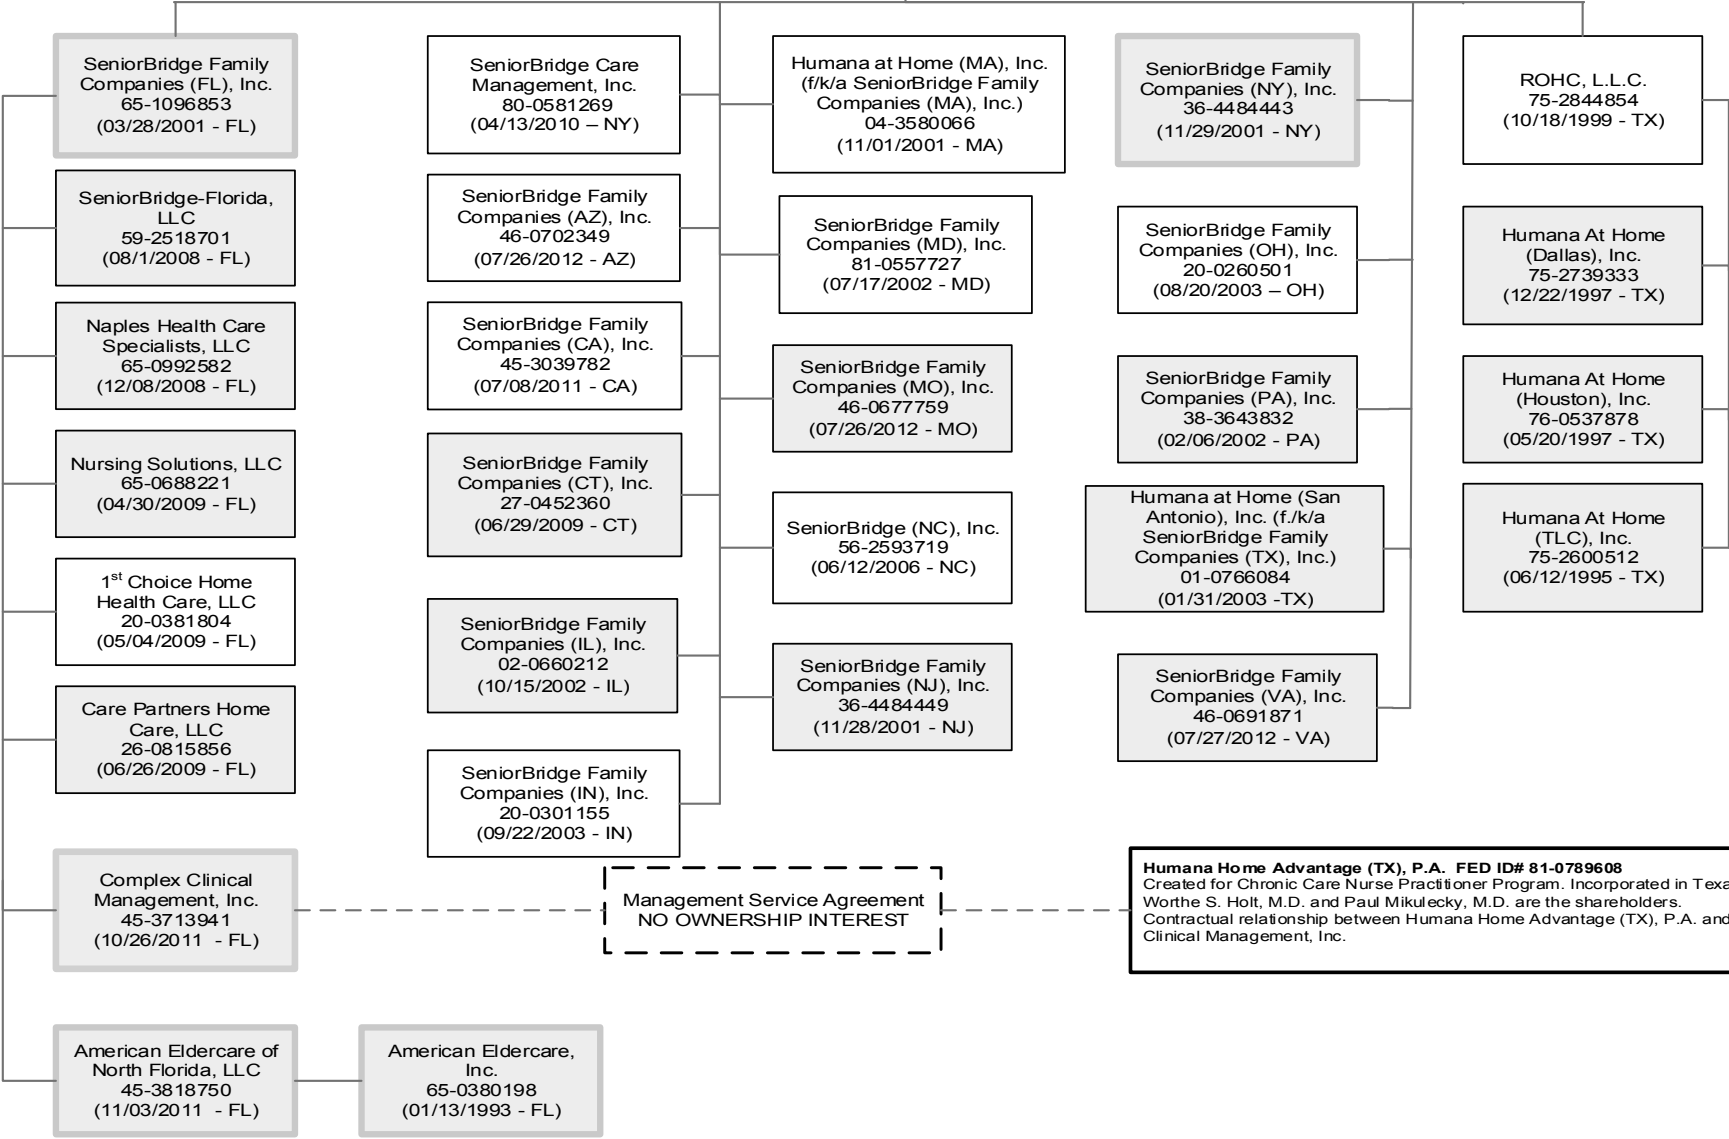 SeniorBridge Family
Companies (FL), Inc.
65-1096853
(03/28/2001 - FL)
SeniorBridge-Florida,
LLC
59-2518701
(08/1/2008 - FL)
Naples Health Care
Specialists, LLC
65-0992582
(12/08/2008 - FL)
Nursing Solutions, LLC
65-0688221
(04/30/2009 - FL)
1st Choice Home
Health Care, LLC
20-0381804
(05/04/2009 - FL)
Care Partners Home
Care, LLC
26-0815856
(06/26/2009 - FL)
Complex Clinical
Management, Inc.
45-3713941
(10/26/2011 - FL)
American Eldercare of
North Florida, LLC
45-3818750
(11/03/2011 - FL)
American Eldercare,
Inc.
65-0380198
(01/13/1993 - FL)
SeniorBridge Care
Management, Inc.
80-0581269
(04/13/2010 – NY)
SeniorBridge Family
Companies (AZ), Inc.
46-0702349
(07/26/2012 - AZ)
SeniorBridge Family
Companies (CA), Inc.
45-3039782
(07/08/2011 - CA)
SeniorBridge Family
Companies (CT), Inc.
27-0452360
(06/29/2009 - CT)
SeniorBridge Family
Companies (IL), Inc.
02-0660212
(10/15/2002 - IL)
SeniorBridge Family
Companies (IN), Inc.
20-0301155
(09/22/2003 - IN)
Humana at Home (MA), Inc.
(f/k/a SeniorBridge Family
Companies (MA), Inc.)
04-3580066
(11/01/2001 - MA)
SeniorBridge Family
Companies (MD), Inc.
81-0557727
(07/17/2002 - MD)
SeniorBridge Family
Companies (MO), Inc.
46-0677759
(07/26/2012 - MO)
SeniorBridge (NC), Inc.
56-2593719
(06/12/2006 - NC)
SeniorBridge Family
Companies (NJ), Inc.
36-4484449
(11/28/2001 - NJ)
SeniorBridge Family
Companies (NY), Inc.
36-4484443
(11/29/2001 - NY)
SeniorBridge Family
Companies (OH), Inc.
20-0260501
(08/20/2003 – OH)
SeniorBridge Family
Companies (PA), Inc.
38-3643832
(02/06/2002 - PA)
Humana at Home (San
Antonio), Inc. (f./k/a
SeniorBridge Family
Companies (TX), Inc.)
01-0766084
(01/31/2003 -TX)
SeniorBridge Family
Companies (VA), Inc.
46-0691871
(07/27/2012 - VA)
ROHC, L.L.C.
75-2844854
(10/18/1999 - TX)
Humana At Home
(Dallas), Inc.
75-2739333
(12/22/1997 - TX)
Humana At Home
(Houston), Inc.
76-0537878
(05/20/1997 - TX)
Humana At Home
(TLC), Inc.
75-2600512
(06/12/1995 - TX)
Management Service Agreement
NO OWNERSHIP INTEREST
Humana Home Advantage (TX), P.A. FED ID# 81-0789608
Created for Chronic Care Nurse Practitioner Program. Incorporated in Texa
Worthe S. Holt, M.D. and Paul Mikulecky, M.D. are the shareholders.
Contractual relationship between Humana Home Advantage (TX), P.A. and
Clinical Management, Inc.